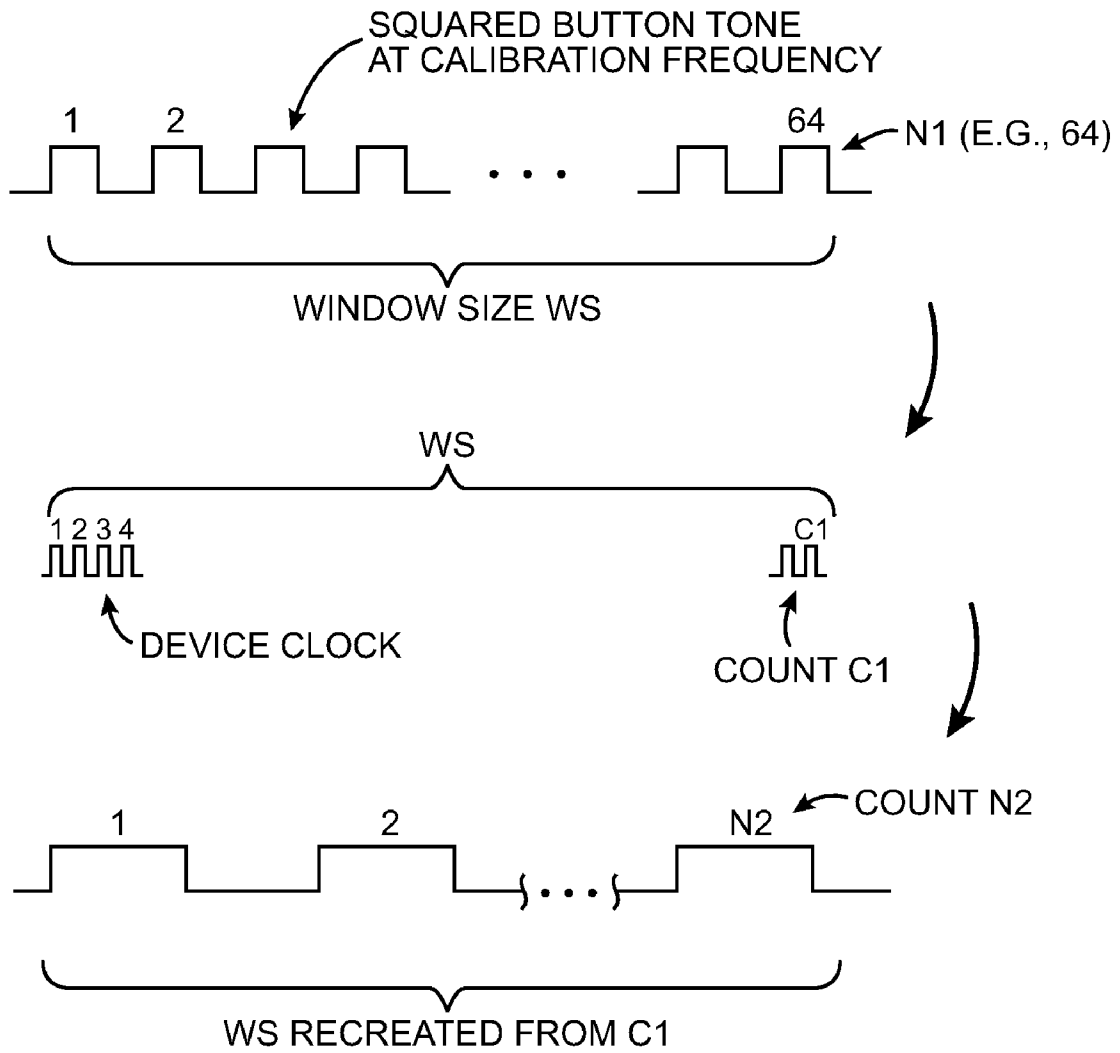 SQUARED BUTTON TONE
AT CALIBRATION FREQUENCY
1 2 64
N1 (E.G., 64)
WINDOW SIZE WS
WS
1 2 3 4 C1
DEVICE CLOCK
COUNT C1
COUNT N2
1 2 N2
WS RECREATED FROM C1